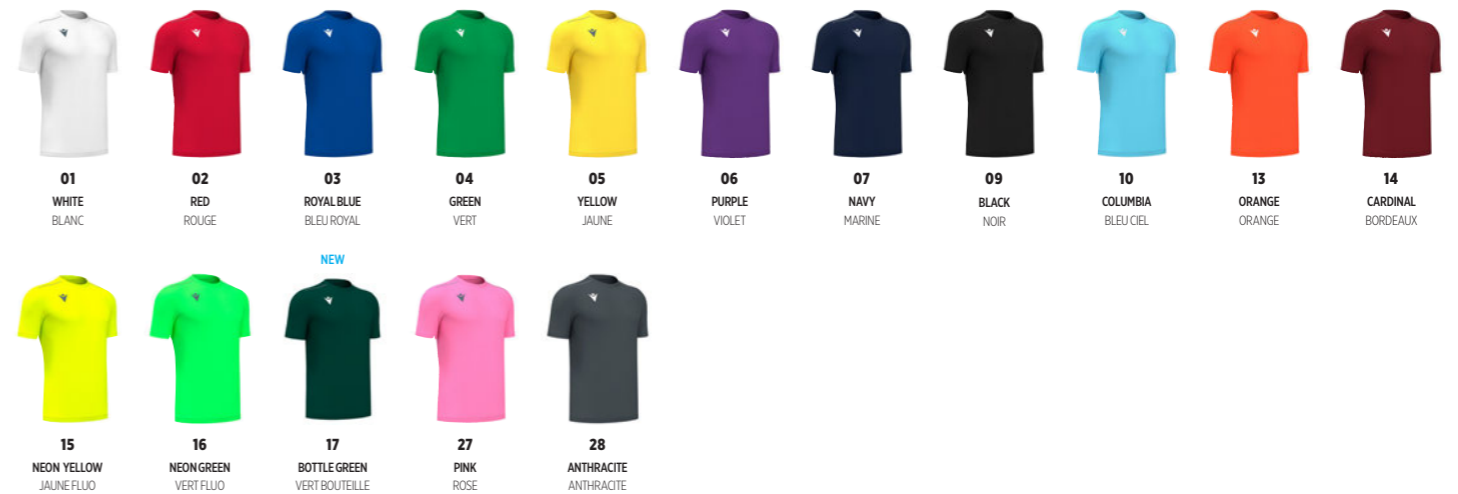 01 02 03 04 05 06 07 09 10 13 14
WHITE RED ROYAL BLUE GREEN YELLOW PURPLE NAVY BLACK COLUMBIA ORANGE CARDINAL
BLANC ROUGE BLEU ROYAL VERT JAUNE VIOLET MARINE NOIR BLEU CIEL ORANGE BORDEAUX
NEW
15 16 17 27 28
NEON YELLOW NEON GREEN BOTTLE GREEN PINK ANTHRACITE
JAUNE FLUO VERT FLUO VERT BOUTEILLE ROSE ANTHRACITE